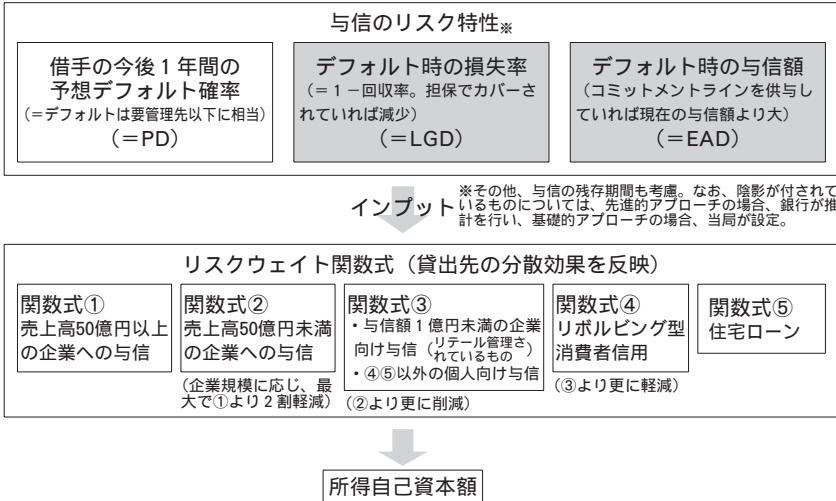 与信のリスク特性※
借手の今後1年間の
予想デフォルト確率
(=デフォルトは要管理先以下に相当)
(=PD)
デフォルト時の損失率
(=1-回収率。担保でカバーさ
れていれば減少)
(=LGD)
デフォルト時の与信額
(コミットメントラインを供与し
ていれば現在の与信額より大)
(=EAD)
インプット
※その他、与信の残存期間も考慮。なお、陰影が付されて
いるものについては、先進的アプローチの場合、銀行が推
計を行い、基礎的アプローチの場合、当局が設定。
リスクウェイト関数式(貸出先の分散効果を反映)
関数式①
売上高50億円以上
の企業への与信
関数式②
売上高50億円未満
の企業への与信
(企業規模に応じ、最
大で①より2割軽減)
関数式③
・与信額1億円未満の企業
向け与信(リテール管理さ
れているもの)
・④⑤以外の個人向け与信
(②より更に削減)
関数式④
リボルビング型
消費者信用
(③より更に軽減)
関数式⑤
住宅ローン
所得自己資本額